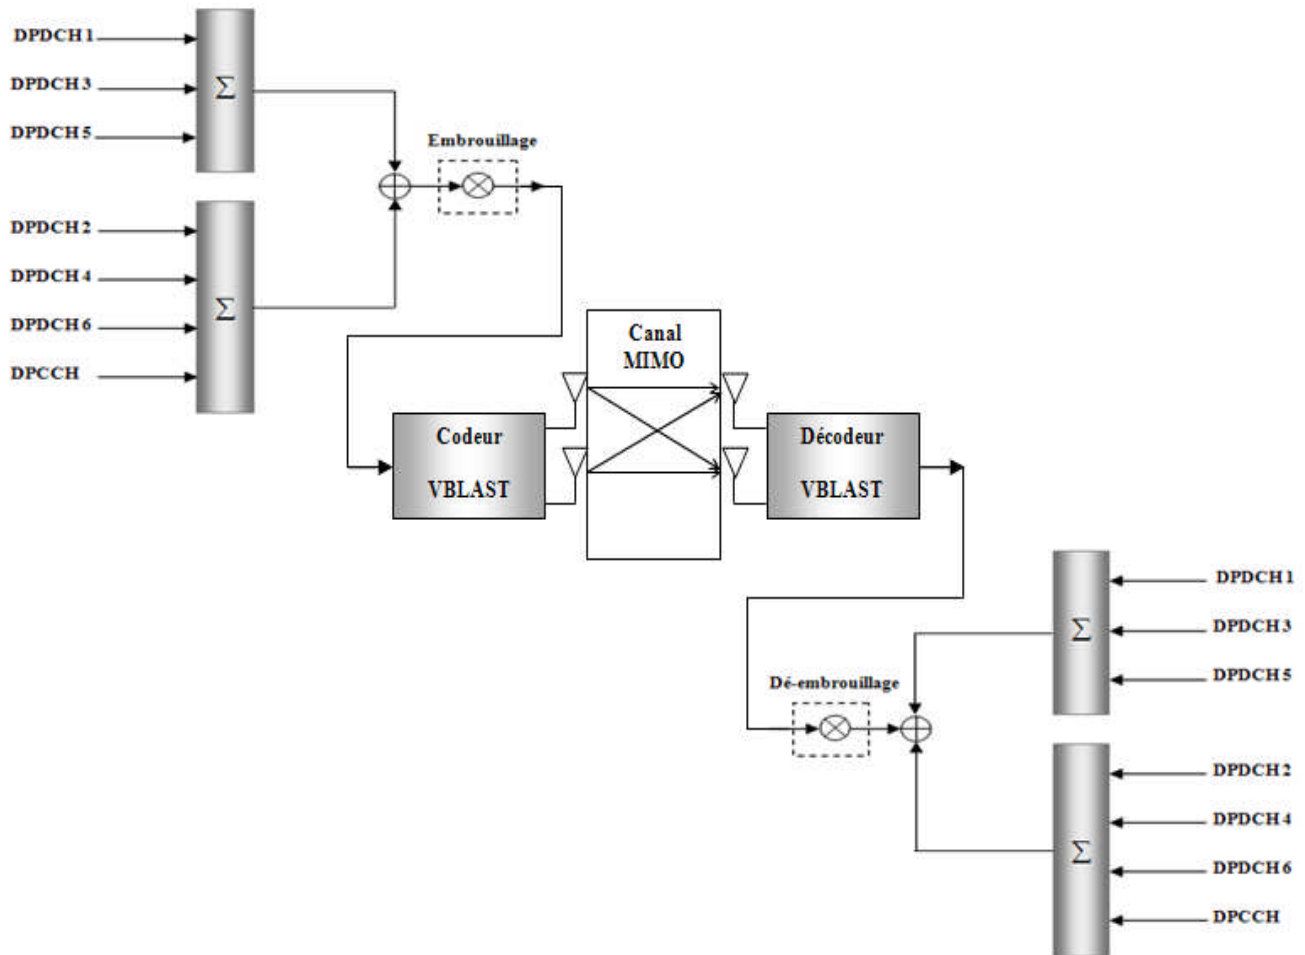 DPDCH 1
DPDCH 3
DPDCH 5
Σ
Embrouillage
DPDCH 2
DPDCH 4
DPDCH 6
DPCCH
Σ
Canal
MIMO
Codeur
VBLAST
Décodeur
VBLAST
DPDCH 1
DPDCH 3
DPDCH 5
Σ
Dé-embrouillage
DPDCH 2
DPDCH 4
DPDCH 6
DPCCH
Σ